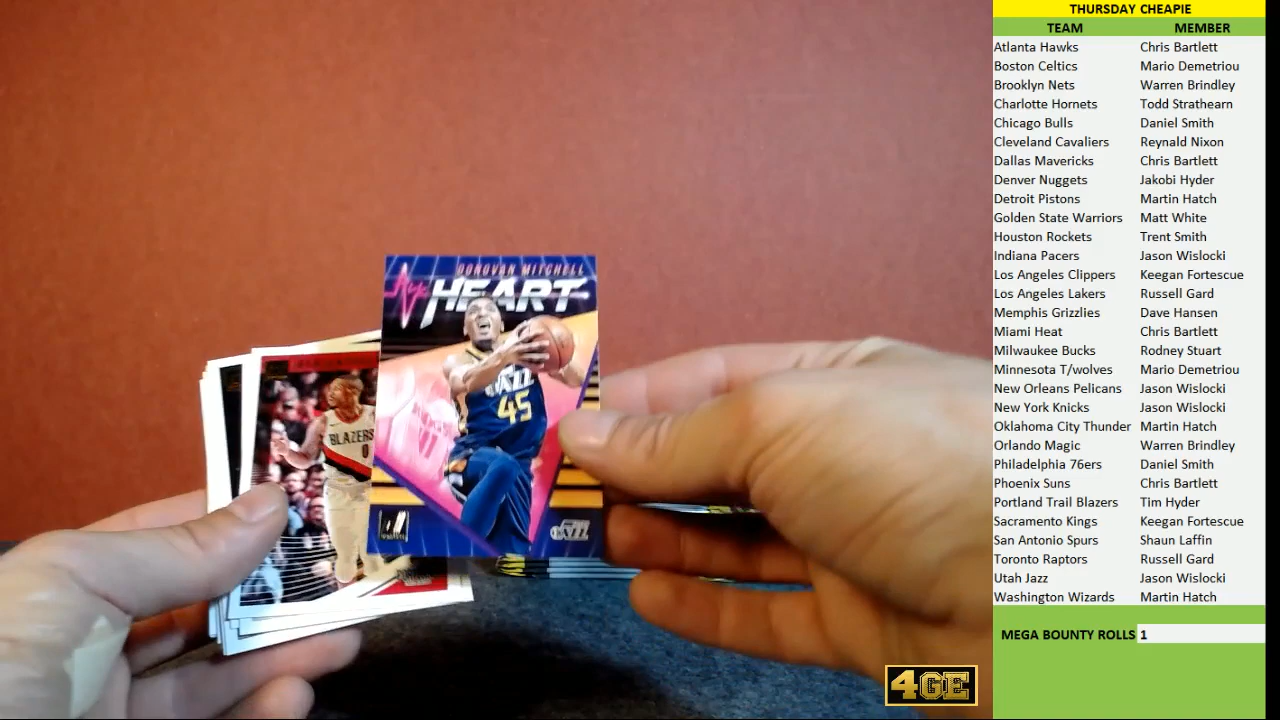 DONOVAN MITCHELL
ALL HEART
JAZZ
45
JAZZ
BLAZERS
0
4GE
THURSDAY CHEAPIE
TEAM MEMBER
Atlanta Hawks Chris Bartlett
Boston Celtics Mario Demetriou
Brooklyn Nets Warren Brindley
Charlotte Hornets Todd Strathearn
Chicago Bulls Daniel Smith
Cleveland Cavaliers Reynald Nixon
Dallas Mavericks Chris Bartlett
Denver Nuggets Jakobi Hyder
Detroit Pistons Martin Hatch
Golden State Warriors Matt White
Houston Rockets Trent Smith
Indiana Pacers Jason Wislocki
Los Angeles Clippers Keegan Fortescue
Los Angeles Lakers Russell Gard
Memphis Grizzlies Dave Hansen
Miami Heat Chris Bartlett
Milwaukee Bucks Rodney Stuart
Minnesota T/wolves Mario Demetriou
New Orleans Pelicans Jason Wislocki
New York Knicks Jason Wislocki
Oklahoma City Thunder Martin Hatch
Orlando Magic Warren Brindley
Philadelphia 76ers Daniel Smith
Phoenix Suns Chris Bartlett
Portland Trail Blazers Tim Hyder
Sacramento Kings Keegan Fortescue
San Antonio Spurs Shaun Laffin
Toronto Raptors Russell Gard
Utah Jazz Jason Wislocki
Washington Wizards Martin Hatch
MEGA BOUNTY ROLLS 1